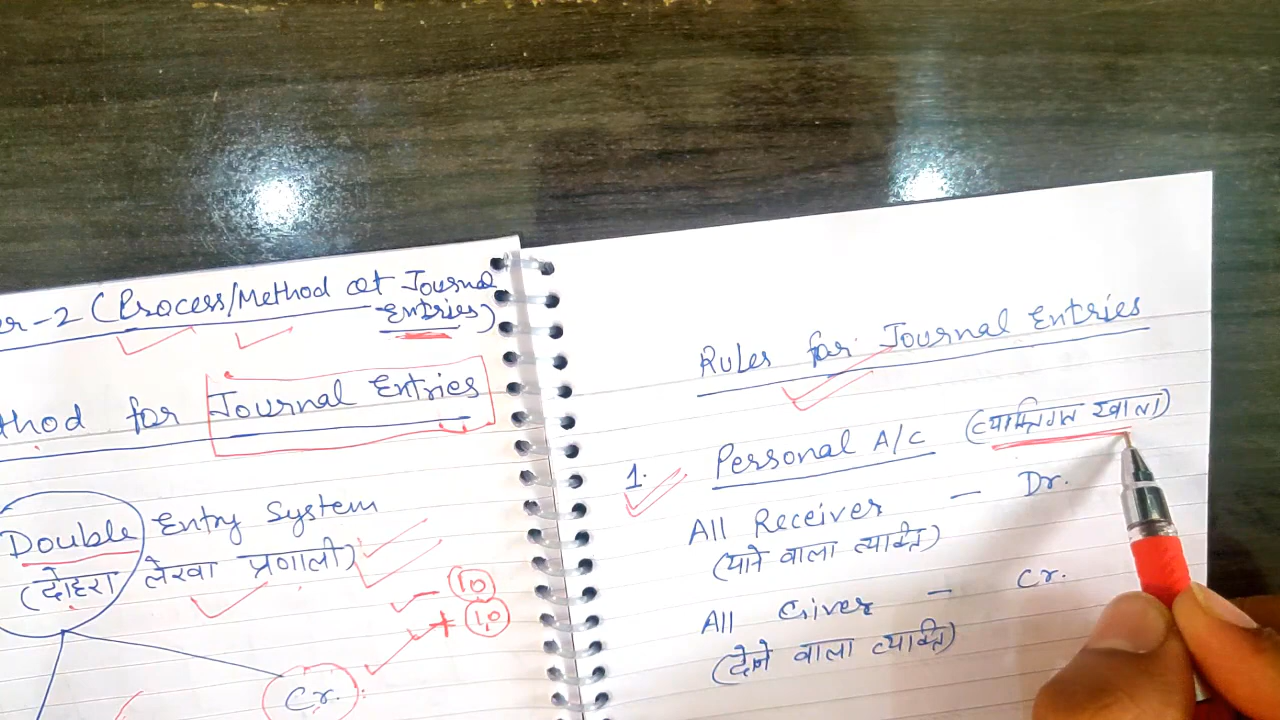 er-2 (Process/Method of Journal
Entries)
thod for Journal Entries
Double Entry System
(दोहरा लेखा प्रणाली)
10
+ 10
Cr.
Rules for Journal Entries
1. Personal A/C (व्यक्तिगत खाता)
All Receiver — Dr.
(पाने वाला व्यक्ति)
All Giver — Cr.
(देने वाला व्यक्ति)